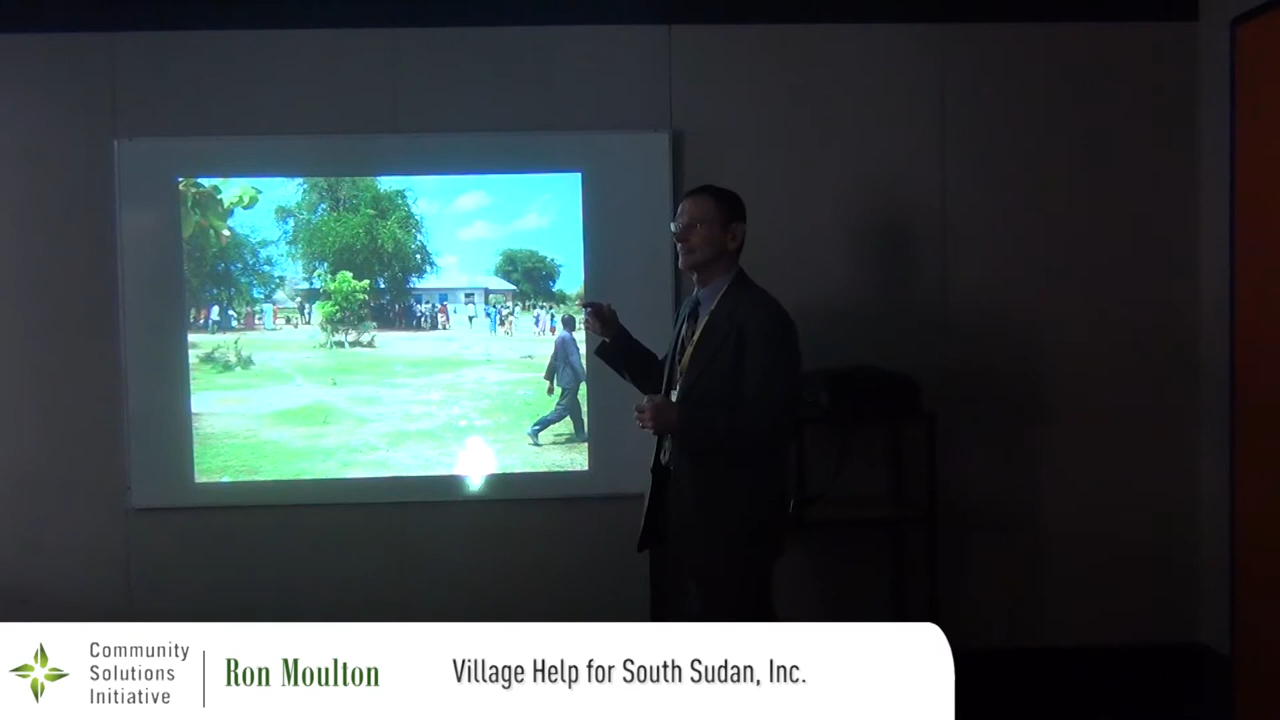 Community
Solutions
Initiative
Ron Moulton
Village Help for South Sudan, Inc.